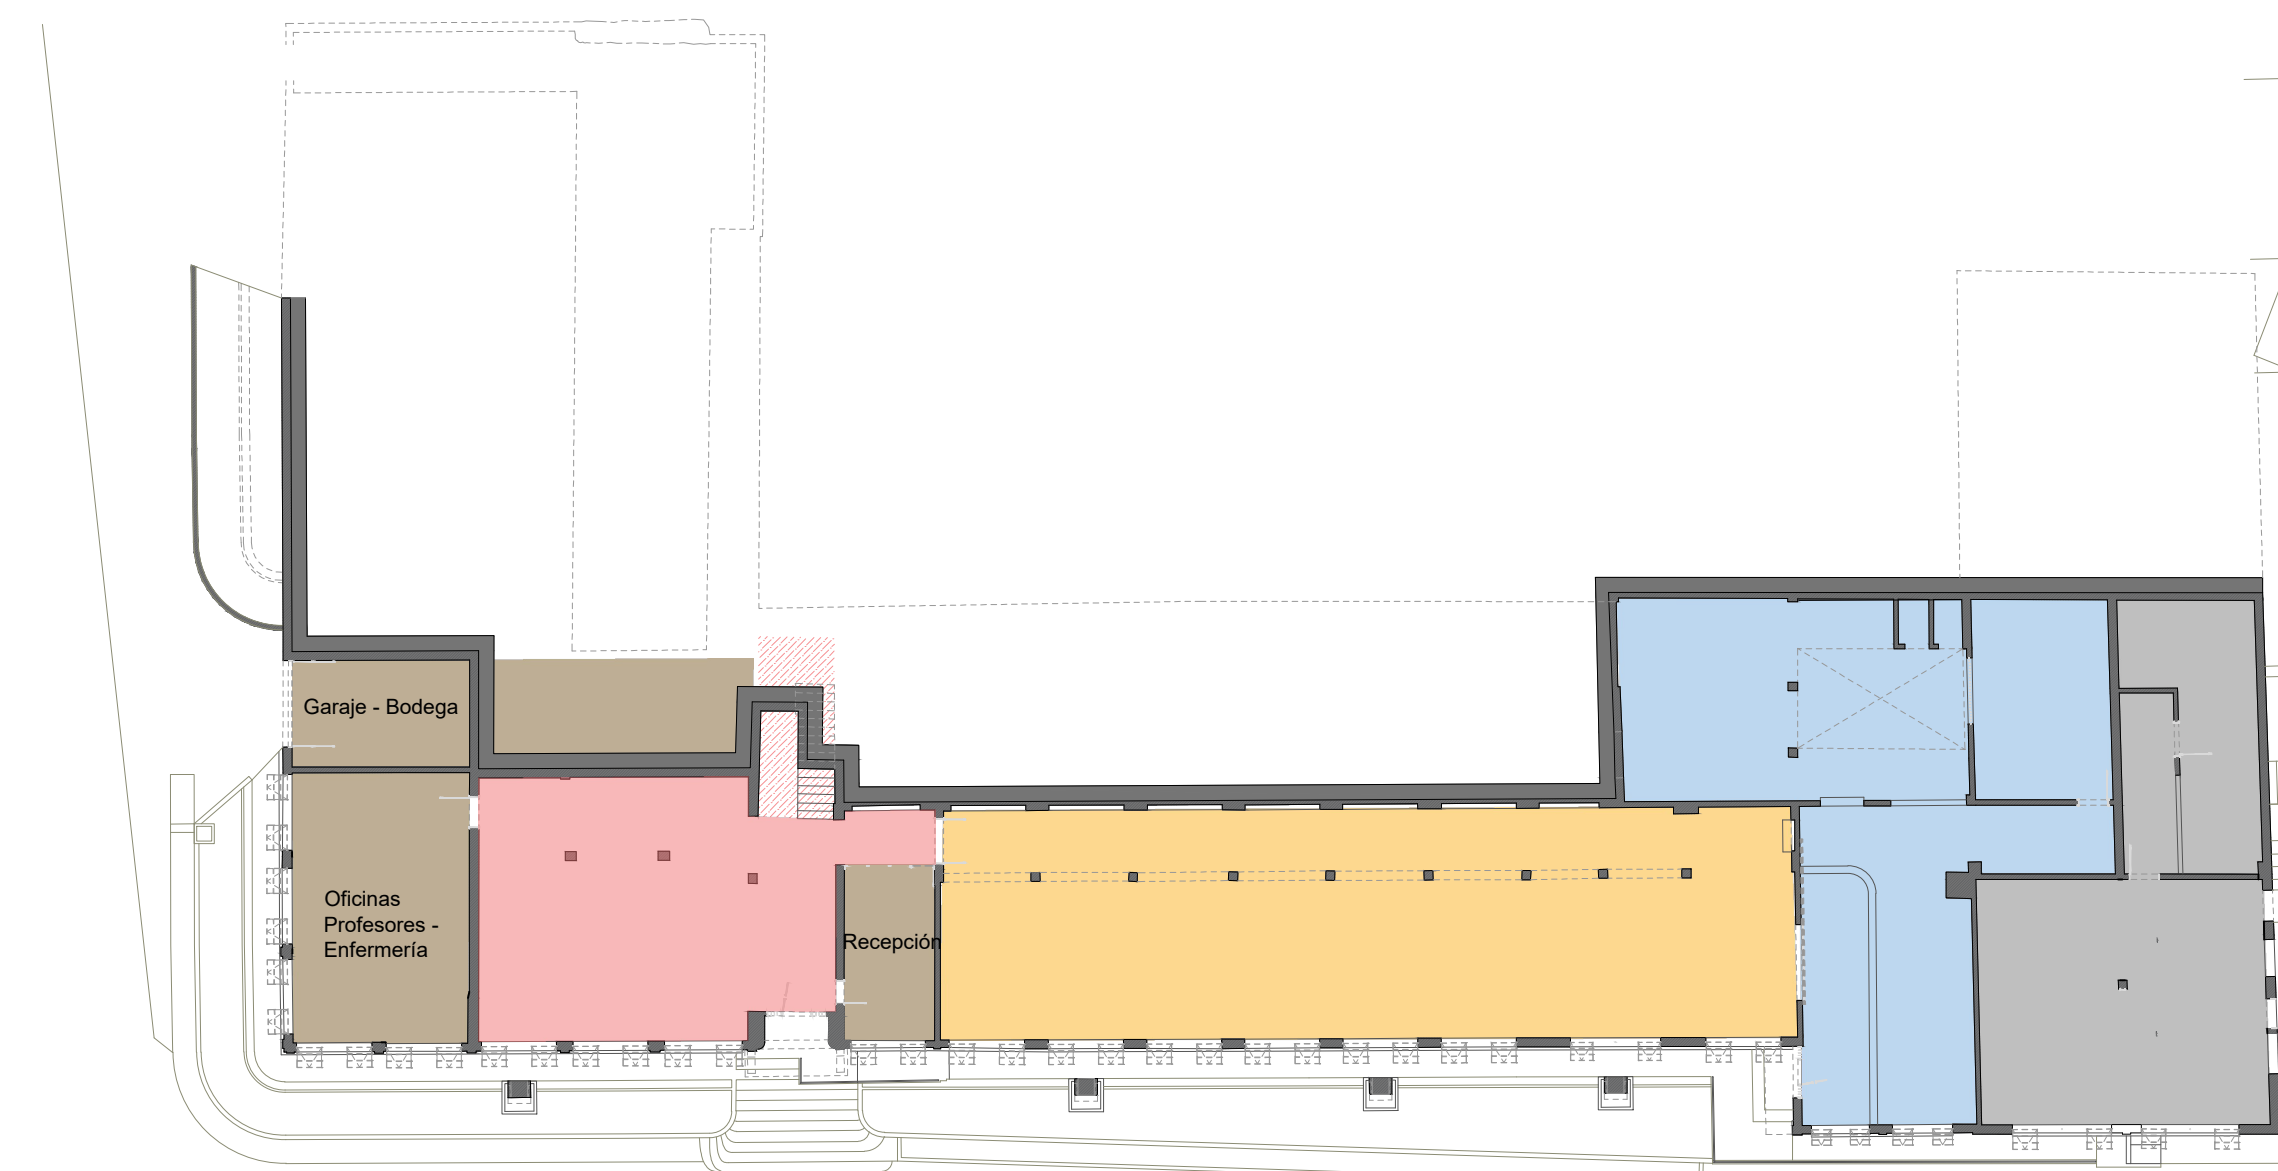 Garaje - Bodega
Oficinas
Profesores -
Enfermería
Recepción